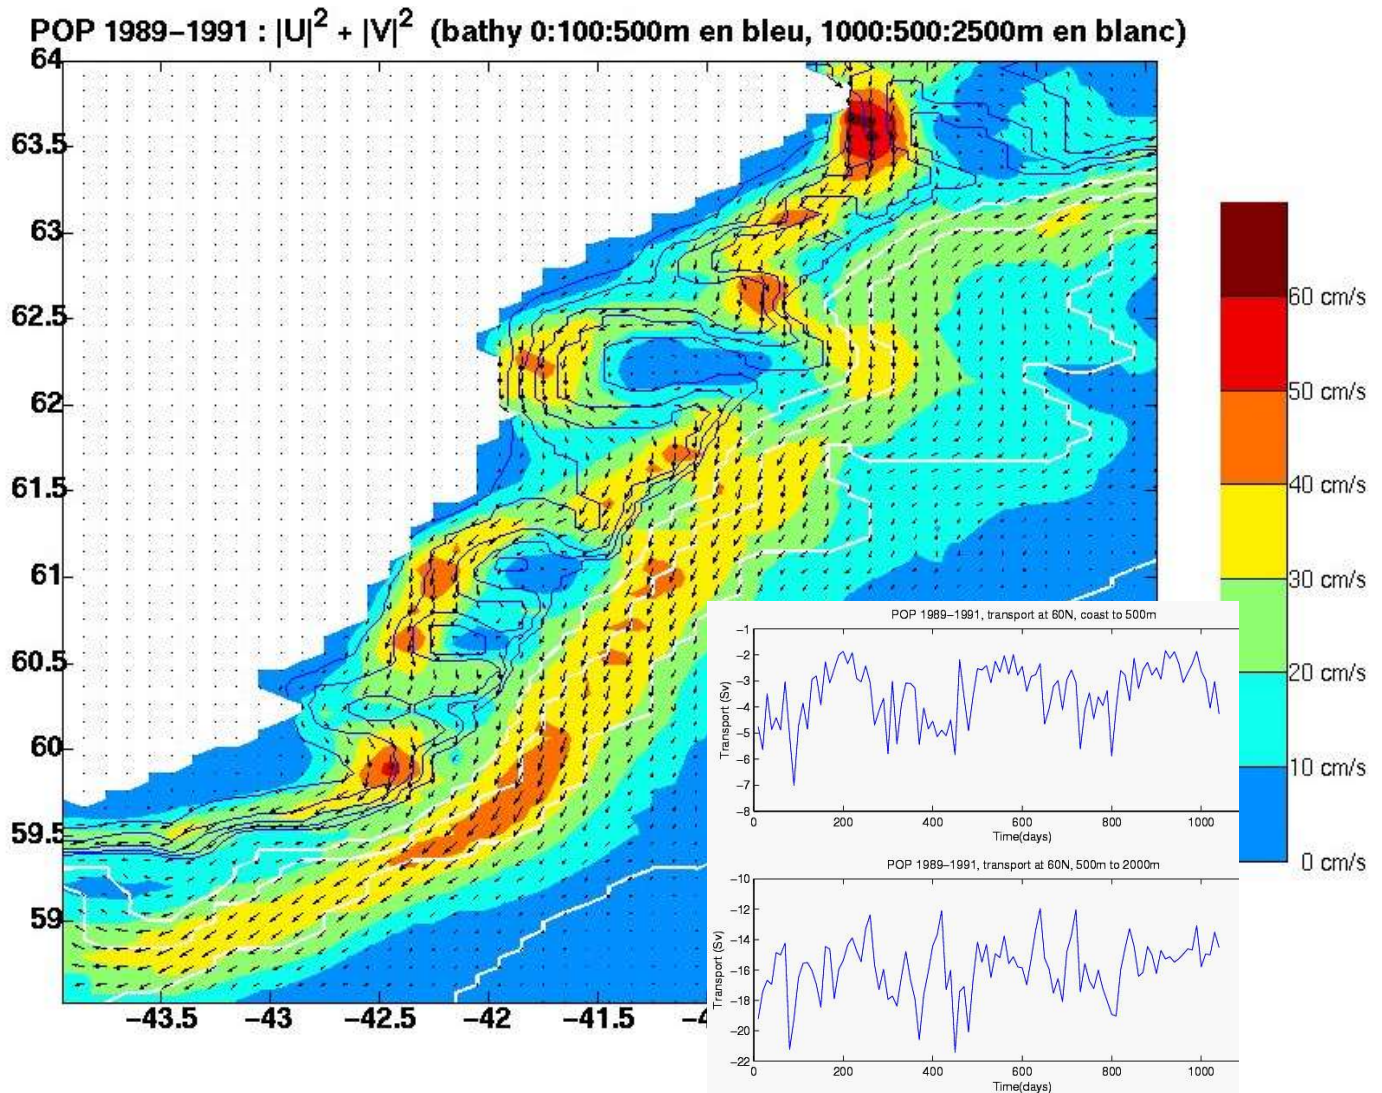 POP 1989–1991 : |U|² + |V|² (bathy 0:100:500m en bleu, 1000:500:2500m en blanc)
64
63.5
63
62.5
62
61.5
61
60.5
60
59.5
59
−43.5
−43
−42.5
−42
−41.5
60 cm/s
50 cm/s
40 cm/s
30 cm/s
20 cm/s
10 cm/s
0 cm/s
POP 1989–1991, transport at 60N, coast to 500m
Transport (Sv)
−1
−2
−3
−4
−5
−6
−7
−8
0 200 400 600 800 1000
Time(days)
POP 1989–1991, transport at 60N, 500m to 2000m
Transport (Sv)
−10
−12
−14
−16
−18
−20
−22
0 200 400 600 800 1000
Time(days)